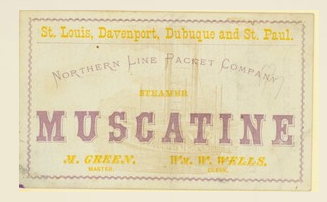 St. Louis, Davenport, Dubuque and St. Paul.
NORTHERN LINE PACKET COMPANY
STEAMER
MUSCATINE
M. GREEN, WM. W. WELLS,
MASTER. CLERK.